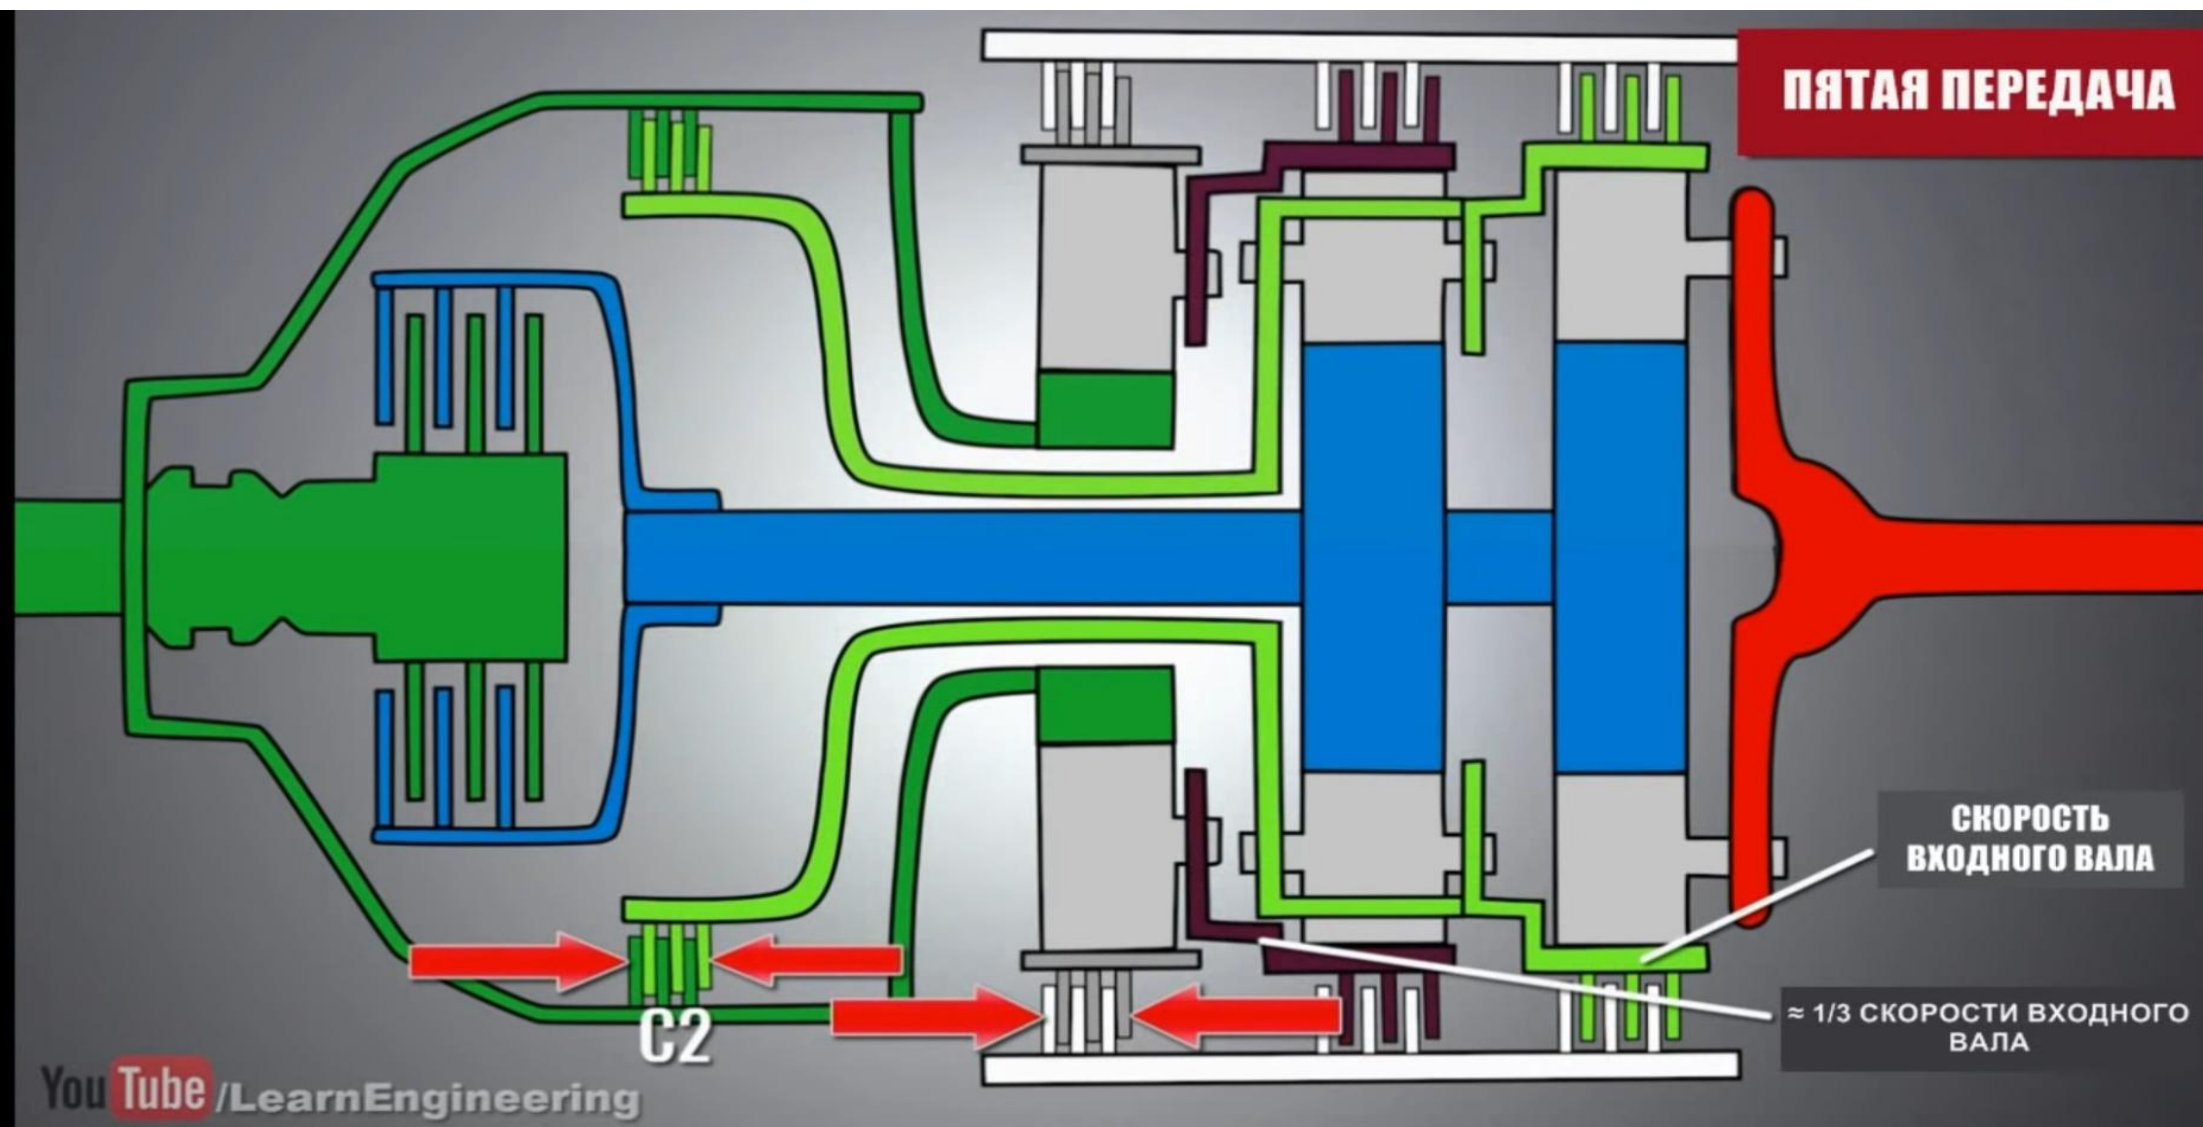 ПЯТАЯ ПЕРЕДАЧА
СКОРОСТЬ
ВХОДНОГО ВАЛА
≈ 1/3 СКОРОСТИ ВХОДНОГО
ВАЛА
C2
YouTube/LearnEngineering